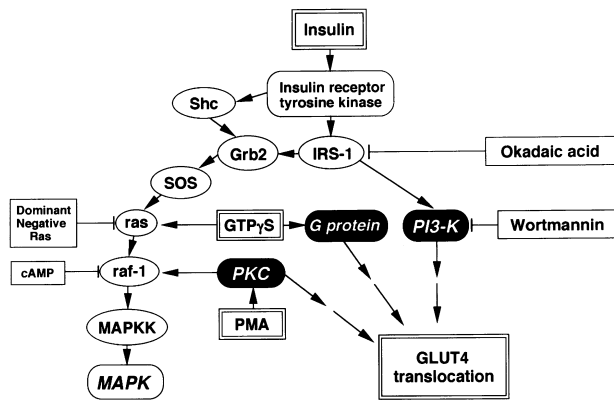 Insulin
Insulin receptor
tyrosine kinase
Shc
Grb2
IRS-1
Okadaic acid
SOS
Dominant
Negative
Ras
ras
GTPγS
G protein
PI3-K
Wortmannin
cAMP
raf-1
PKC
MAPKK
PMA
GLUT4
translocation
MAPK